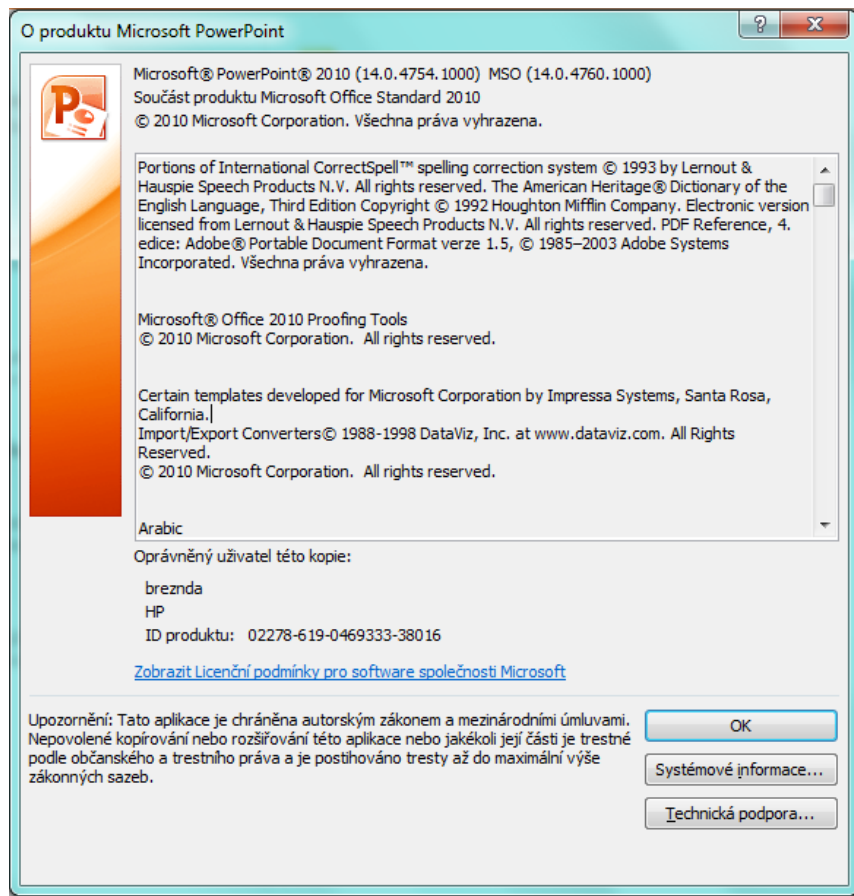 O produktu Microsoft PowerPoint
Microsoft® PowerPoint® 2010 (14.0.4754.1000)  MSO (14.0.4760.1000)
Součást produktu Microsoft Office Standard 2010
© 2010 Microsoft Corporation. Všechna práva vyhrazena.
Portions of International CorrectSpell™ spelling correction system © 1993 by Lernout &
Hauspie Speech Products N.V. All rights reserved. The American Heritage® Dictionary of the
English Language, Third Edition Copyright © 1992 Houghton Mifflin Company. Electronic version
licensed from Lernout & Hauspie Speech Products N.V. All rights reserved. PDF Reference, 4.
edice: Adobe® Portable Document Format verze 1.5, © 1985–2003 Adobe Systems
Incorporated. Všechna práva vyhrazena.
Microsoft® Office 2010 Proofing Tools
© 2010 Microsoft Corporation.  All rights reserved.
Certain templates developed for Microsoft Corporation by Impressa Systems, Santa Rosa,
California.
Import/Export Converters© 1988-1998 DataViz, Inc. at www.dataviz.com. All Rights
Reserved.
© 2010 Microsoft Corporation.  All rights reserved.
Arabic
Oprávněný uživatel této kopie:
breznda
HP
ID produktu:  02278-619-0469333-38016
Zobrazit Licenční podmínky pro software společnosti Microsoft
Upozornění: Tato aplikace je chráněna autorským zákonem a mezinárodními úmluvami.
Nepovolené kopírování nebo rozšiřování této aplikace nebo jakékoli její části je trestné
podle občanského a trestního práva a je postihováno tresty až do maximální výše
zákonných sazeb.
OK
Systémové informace...
Technická podpora...